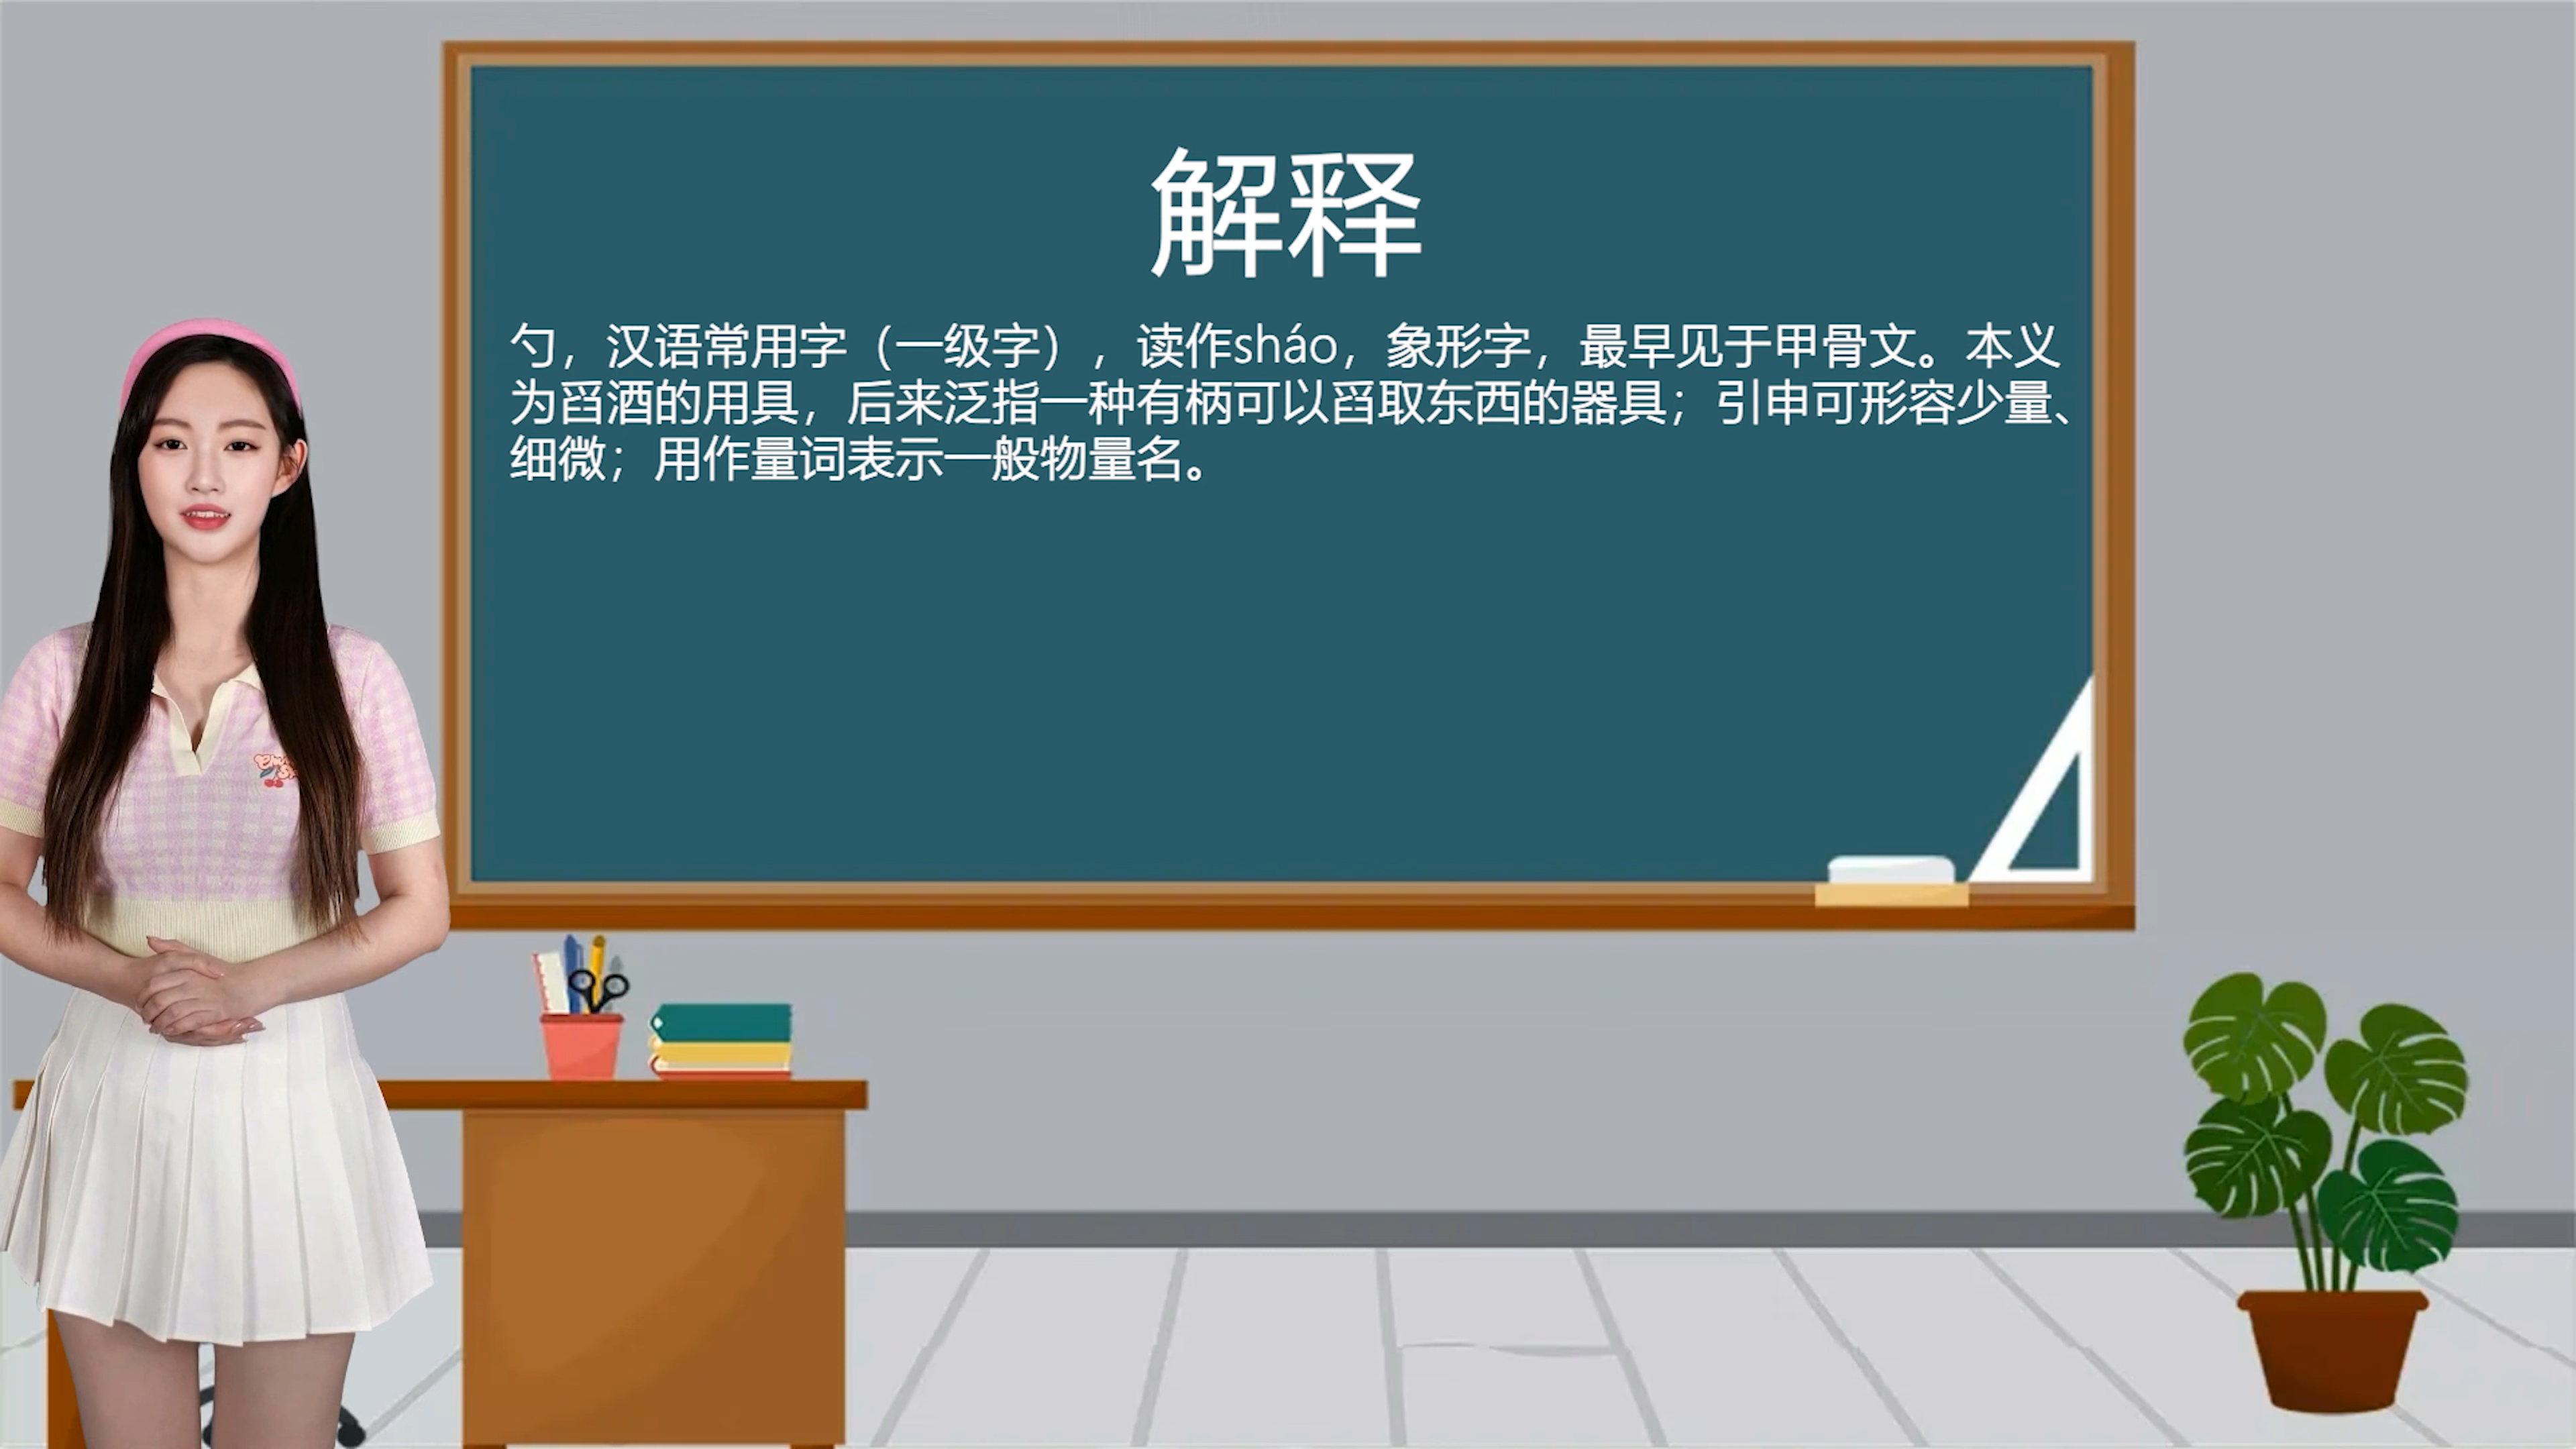 解释
勺，汉语常用字（一级字），读作sháo，象形字，最早见于甲骨文。本义
为舀酒的用具，后来泛指一种有柄可以舀取东西的器具；引申可形容少量、
细微；用作量词表示一般物量名。